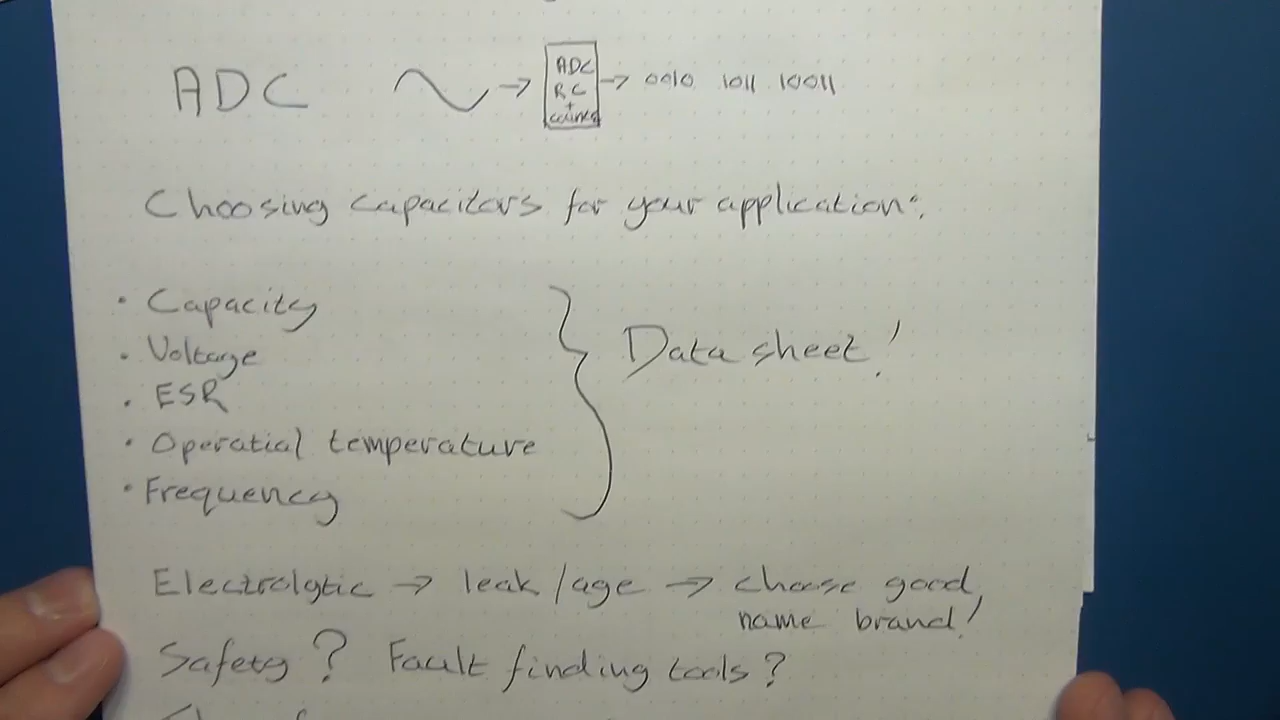 ADC
ADC
RC
+
0010 1011 10011
Choosing capacitors for your application:
• Capacity
• Voltage
• ESR
• Operatial temperature
• Frequency
Data sheet!
Electrolytic → leak/age → choose good,
name brand!
Safety? Fault finding tools?